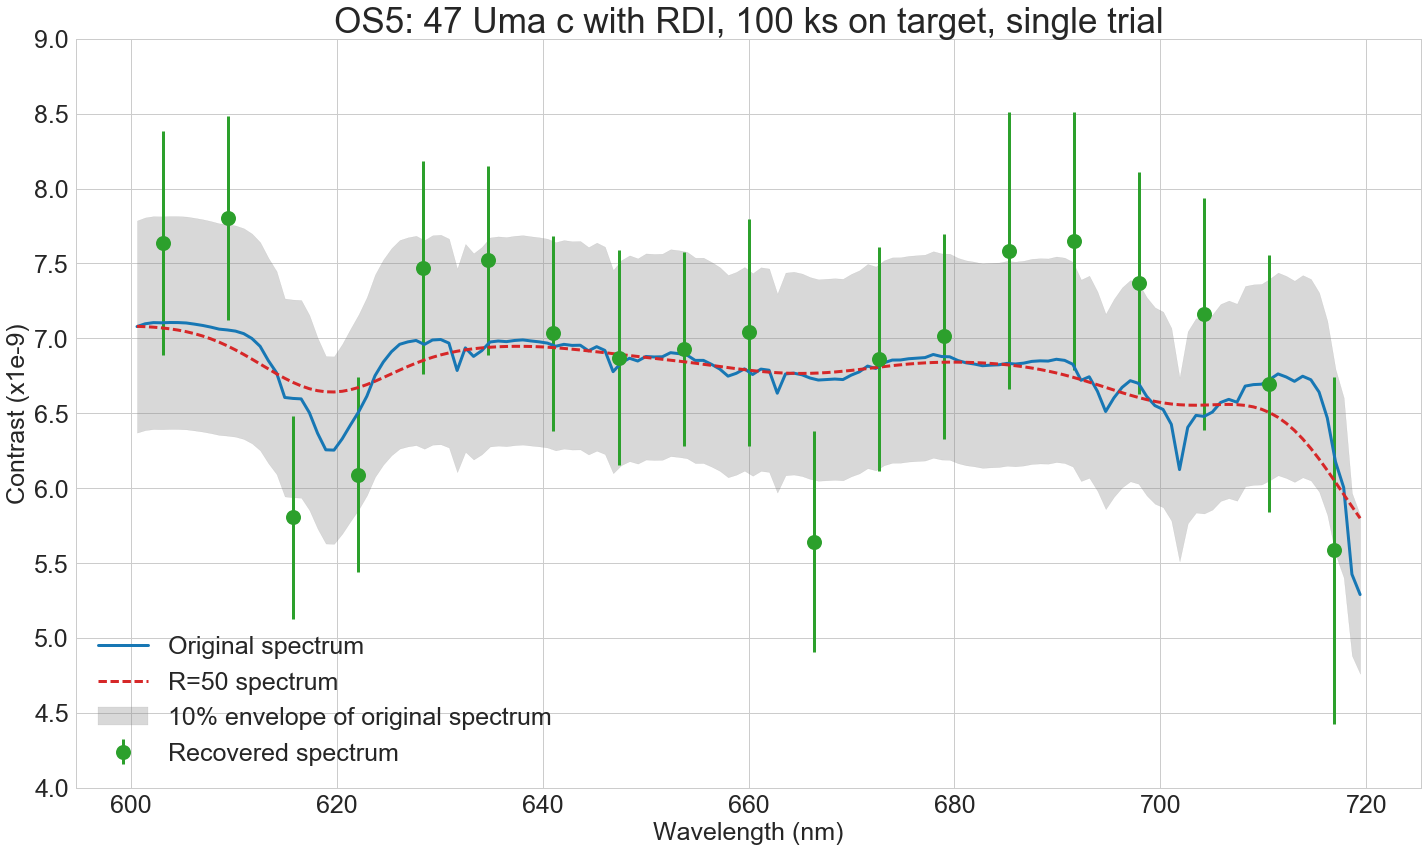 OS5: 47 Uma c with RDI, 100 ks on target, single trial
9.0
8.5
8.0
7.5
7.0
6.5
6.0
5.5
5.0
4.5
4.0
Contrast (x1e-9)
Original spectrum
R=50 spectrum
10% envelope of original spectrum
Recovered spectrum
600 620 640 660 680 700 720
Wavelength (nm)